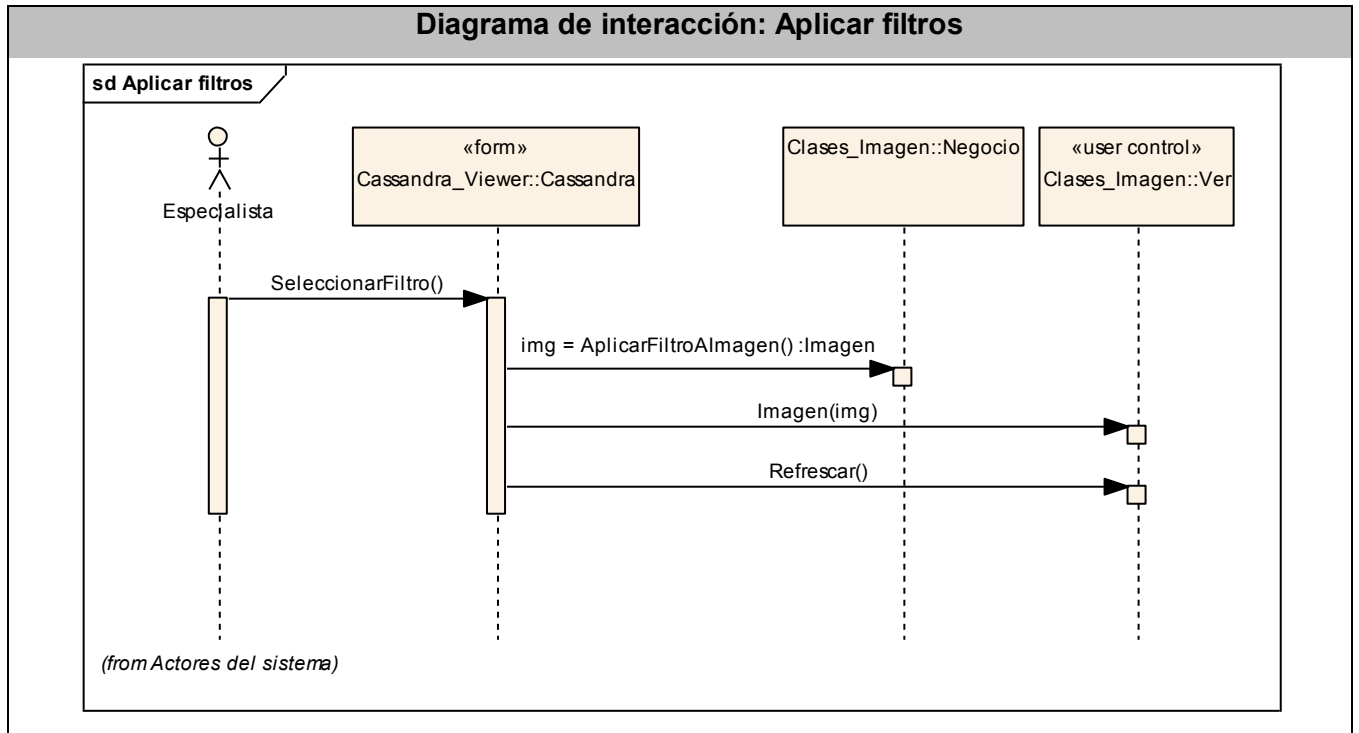 Diagrama de interacción: Aplicar filtros
sd Aplicar filtros
Especialista
«form»
Cassandra_Viewer::Cassandra
Clases_Imagen::Negocio
«user control»
Clases_Imagen::Ver
SeleccionarFiltro()
img = AplicarFiltroAImagen() :Imagen
Imagen(img)
Refrescar()
(from Actores del sistema)